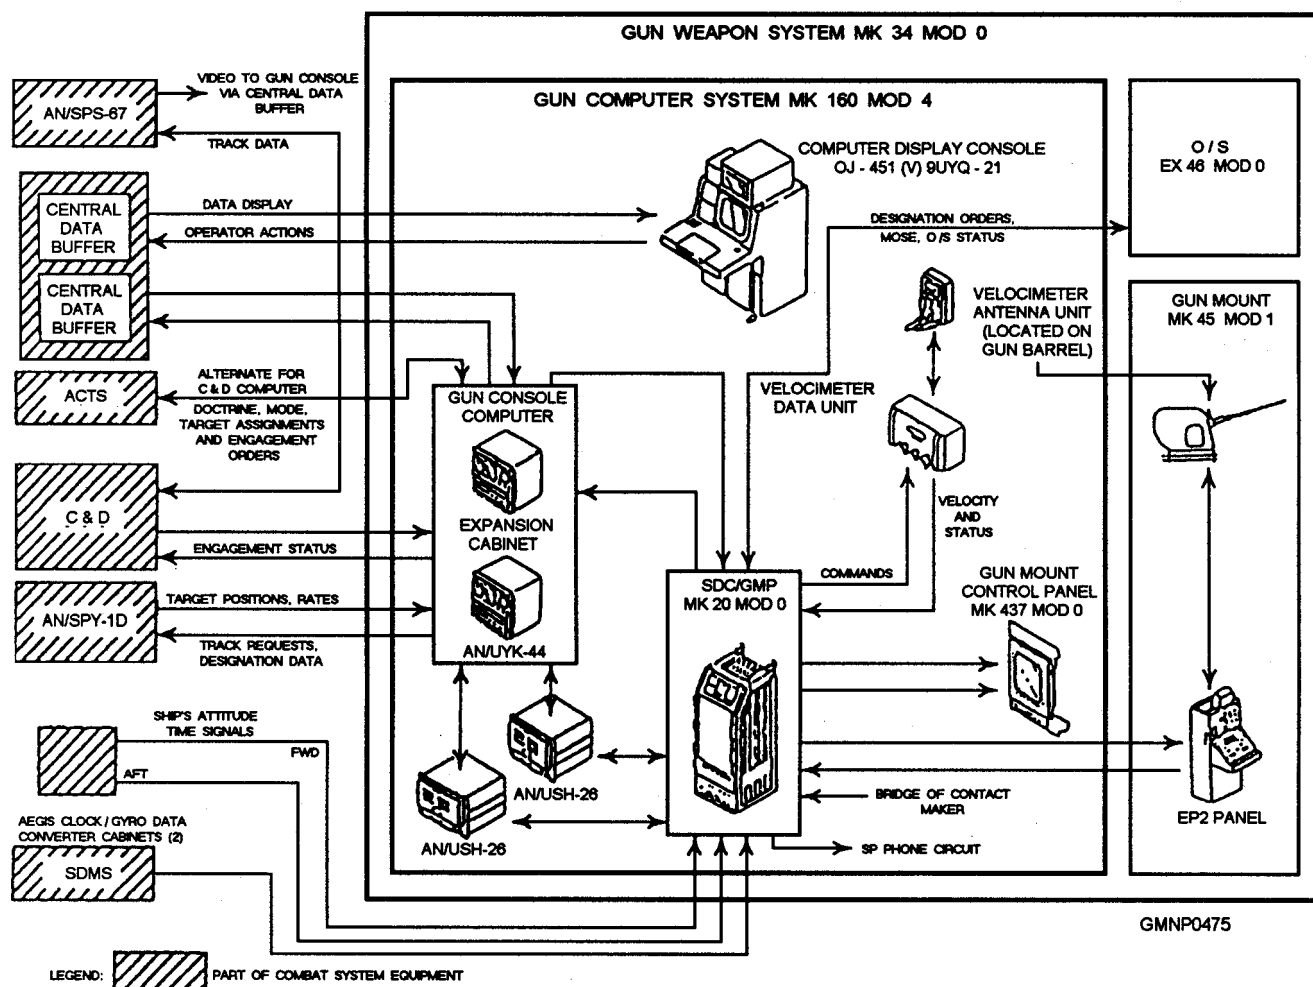 GUN WEAPON SYSTEM MK 34 MOD 0
VIDEO TO GUN CONSOLE
VIA CENTRAL DATA
BUFFER
AN/SPS-67
TRACK DATA
GUN COMPUTER SYSTEM MK 160 MOD 4
COMPUTER DISPLAY CONSOLE
OJ - 451 (V) 9UYQ - 21
O / S
EX 46 MOD 0
CENTRAL
DATA
BUFFER
DATA DISPLAY
OPERATOR ACTIONS
DESIGNATION ORDERS,
MOSE, O/S STATUS
CENTRAL
DATA
BUFFER
VELOCIMETER
ANTENNA UNIT
(LOCATED ON
GUN BARREL)
GUN MOUNT
MK 45 MOD 1
ACTS
ALTERNATE FOR
C & D COMPUTER
DOCTRINE, MODE,
TARGET ASSIGNMENTS
AND ENGAGEMENT
ORDERS
GUN CONSOLE
COMPUTER
VELOCIMETER
DATA UNIT
C & D
ENGAGEMENT STATUS
EXPANSION
CABINET
VELOCITY
AND
STATUS
COMMANDS
SDC/GMP
MK 20 MOD 0
GUN MOUNT
CONTROL PANEL
MK 437 MOD 0
AN/SPY-1D
TARGET POSITIONS, RATES
TRACK REQUESTS,
DESIGNATION DATA
AN/UYK-44
SHIP'S ATTITUDE
TIME SIGNALS
FWD
AFT
AN/USH-26
AN/USH-26
BRIDGE OF CONTACT
MAKER
EP2 PANEL
SP PHONE CIRCUIT
AEGIS CLOCK / GYRO DATA
CONVERTER CABINETS (2)
SDMS
GMNP0475
LEGEND:
PART OF COMBAT SYSTEM EQUIPMENT